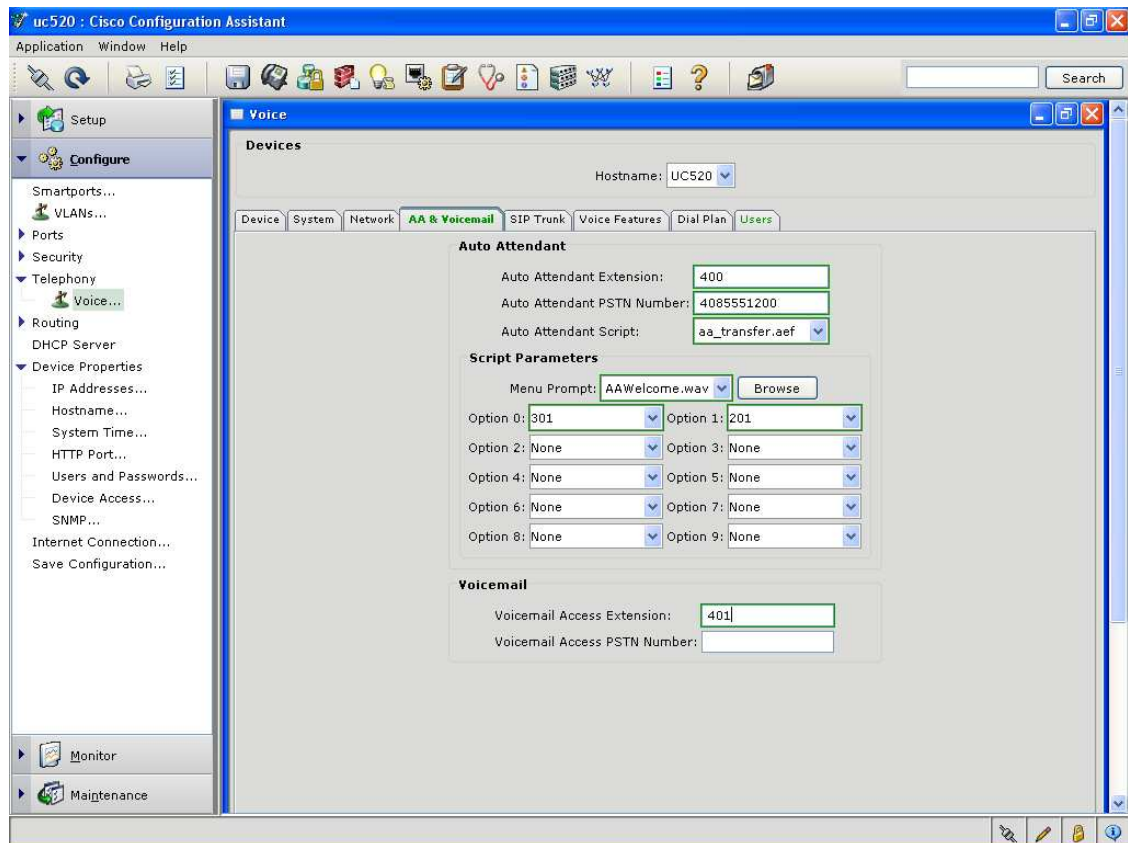 uc520 : Cisco Configuration Assistant
Application Window Help
Search
Setup
Configure
Smartports...
VLANs...
Ports
Security
Telephony
Voice...
Routing
DHCP Server
Device Properties
IP Addresses...
Hostname...
System Time...
HTTP Port...
Users and Passwords...
Device Access...
SNMP...
Internet Connection...
Save Configuration...
Monitor
Maintenance
Voice
Devices
Hostname: UC520
Device System Network AA & Voicemail SIP Trunk Voice Features Dial Plan Users
Auto Attendant
Auto Attendant Extension: 400
Auto Attendant PSTN Number: 4085551200
Auto Attendant Script: aa_transfer.aef
Script Parameters
Menu Prompt: AAWelcome.wav Browse
Option 0: 301 Option 1: 201
Option 2: None Option 3: None
Option 4: None Option 5: None
Option 6: None Option 7: None
Option 8: None Option 9: None
Voicemail
Voicemail Access Extension: 401
Voicemail Access PSTN Number: